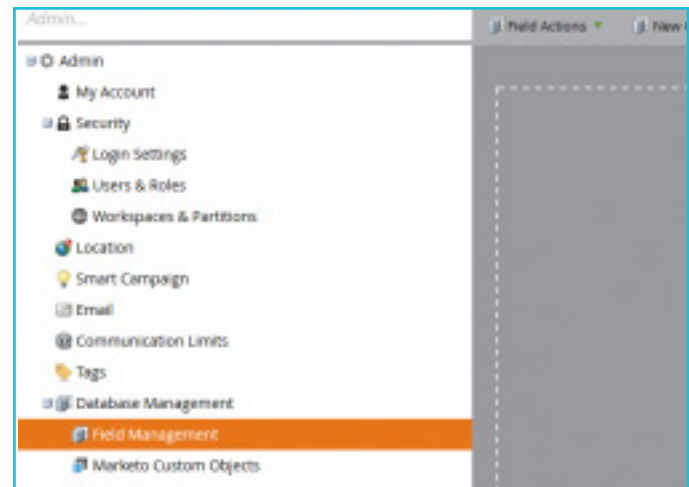 Admin...
Field Actions New
Admin
My Account
Security
Login Settings
Users & Roles
Workspaces & Partitions
Location
Smart Campaign
Email
Communication Limits
Tags
Database Management
Field Management
Marketo Custom Objects